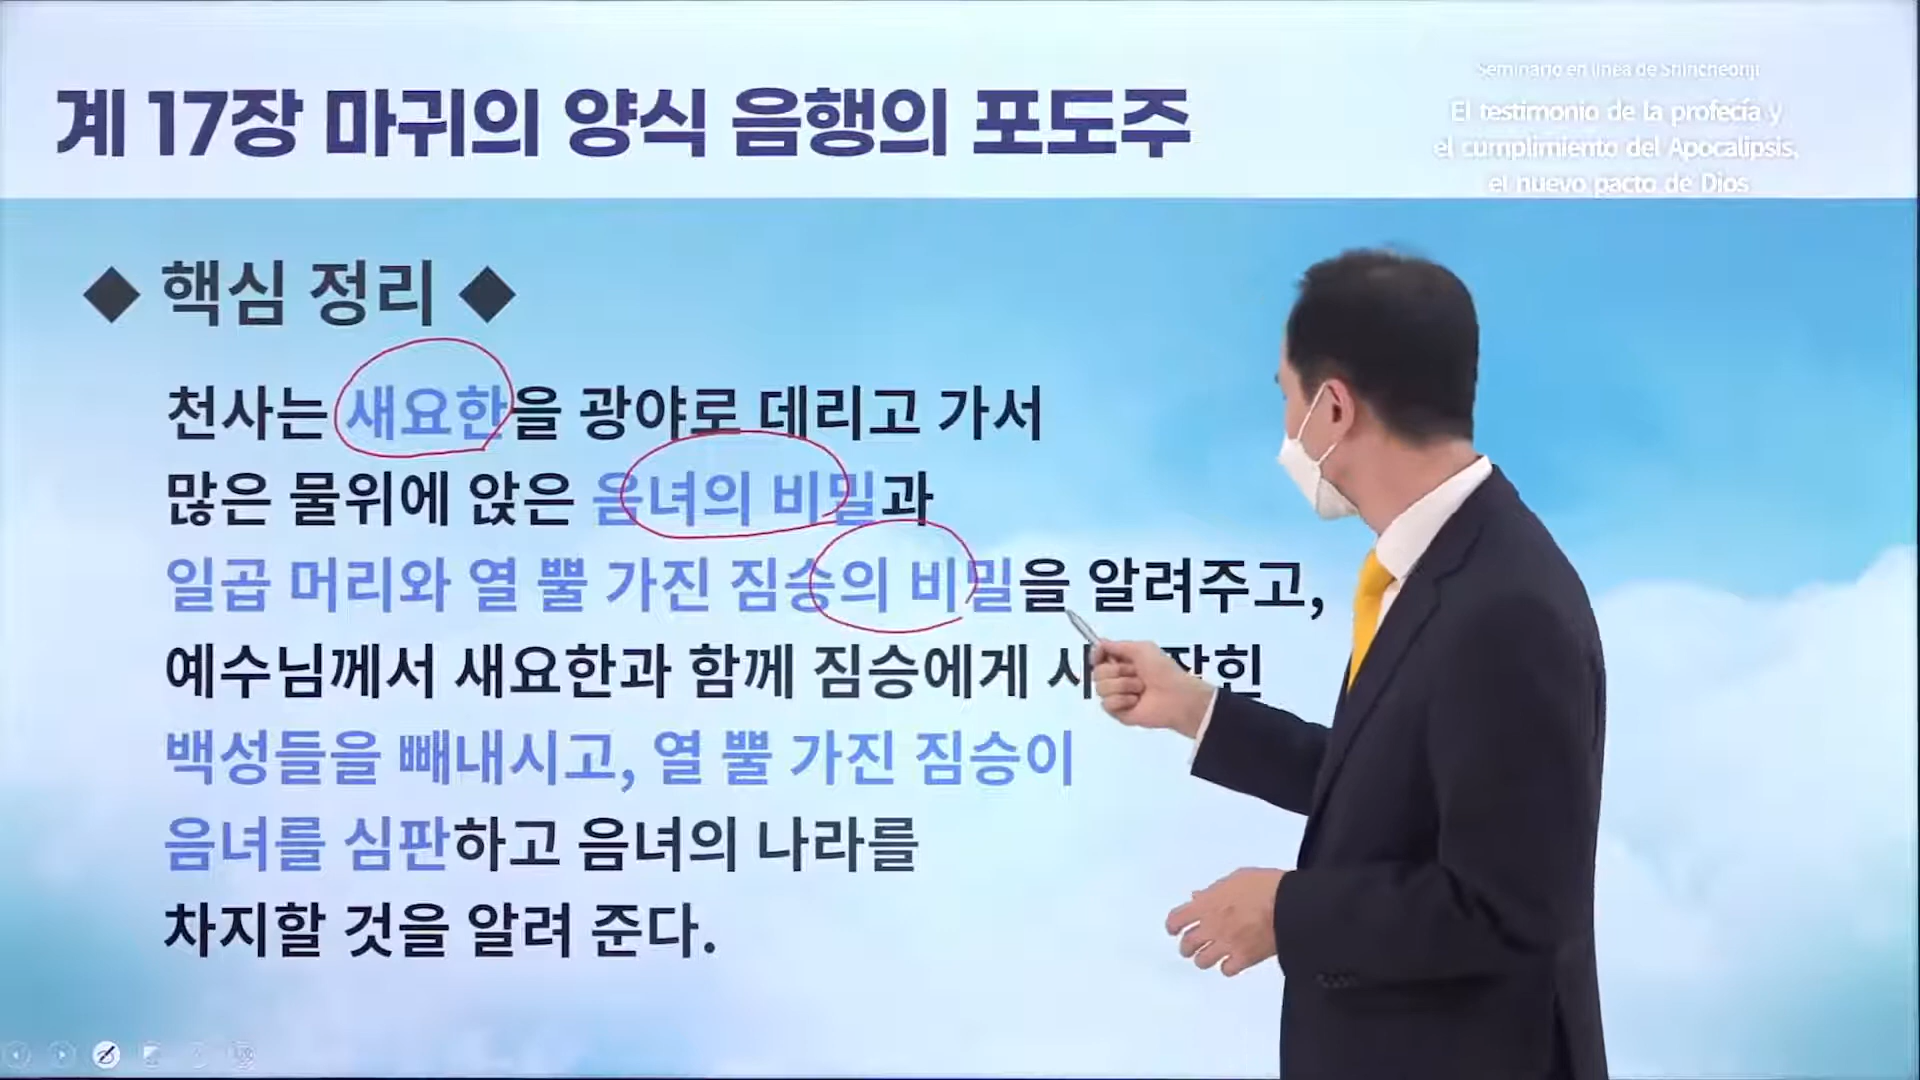 계 17장 마귀의 양식 음행의 포도주
Seminario en línea de Shincheonji
El testimonio de la profecía y
el cumplimiento del Apocalipsis,
el nuevo pacto de Dios
◆ 핵심 정리 ◆
천사는 새요한을 광야로 데리고 가서
많은 물위에 앉은 음녀의 비밀과
일곱 머리와 열 뿔 가진 짐승의 비밀을 알려주고,
예수님께서 새요한과 함께 짐승에게
백성들을 빼내시고, 열 뿔 가진 짐승이
음녀를 심판하고 음녀의 나라를
차지할 것을 알려 준다.